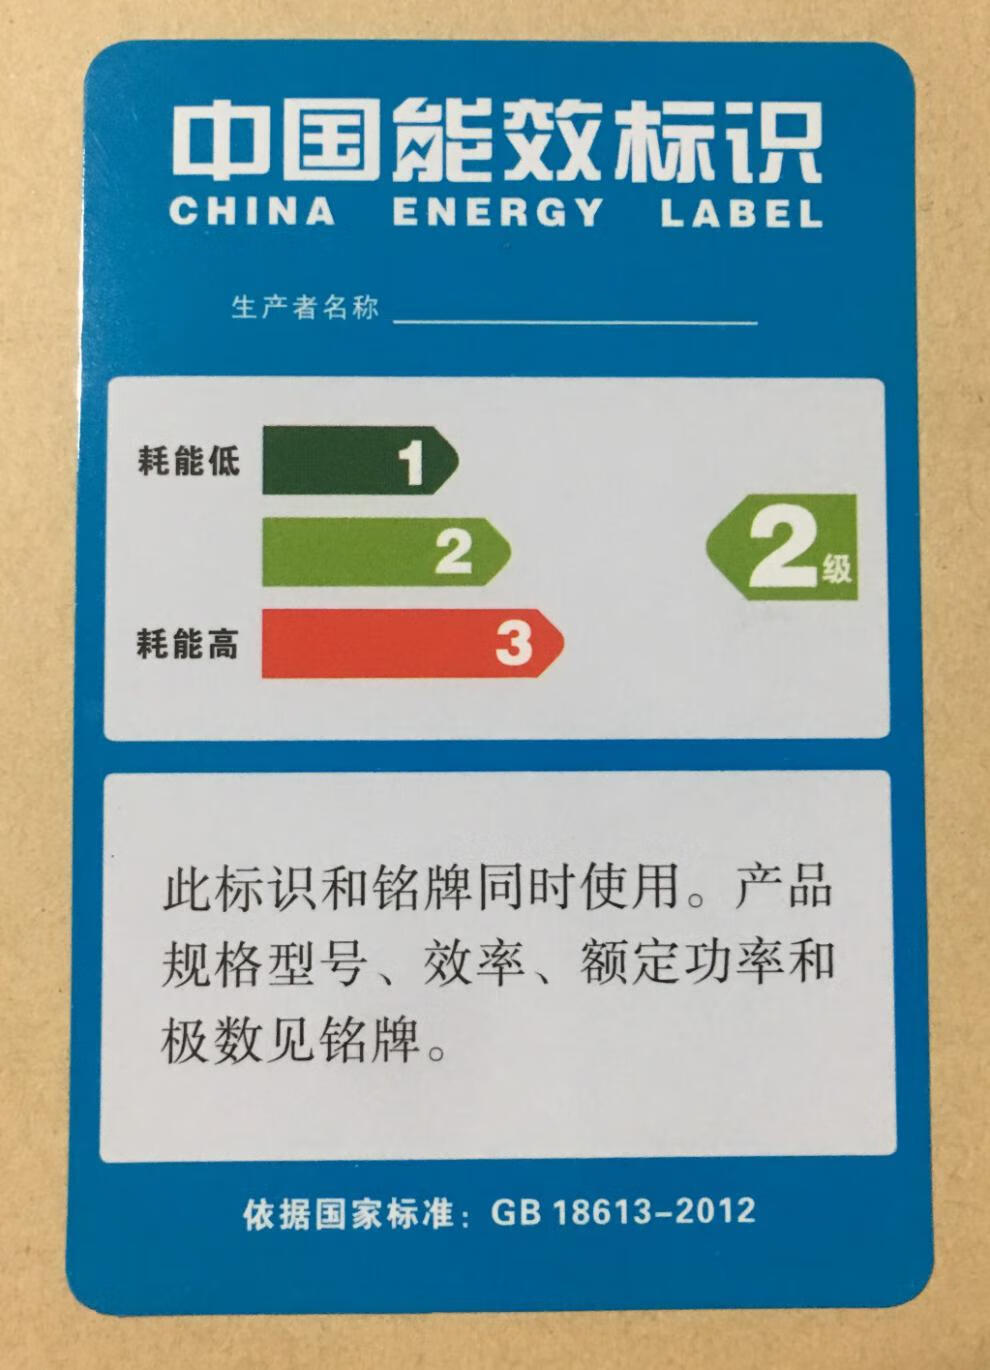 中国能效标识
CHINA ENERGY LABEL
生产者名称
耗能低 1
2
2级
耗能高 3
此标识和铭牌同时使用。产品
规格型号、效率、额定功率和
极数见铭牌。
依据国家标准：GB 18613-2012